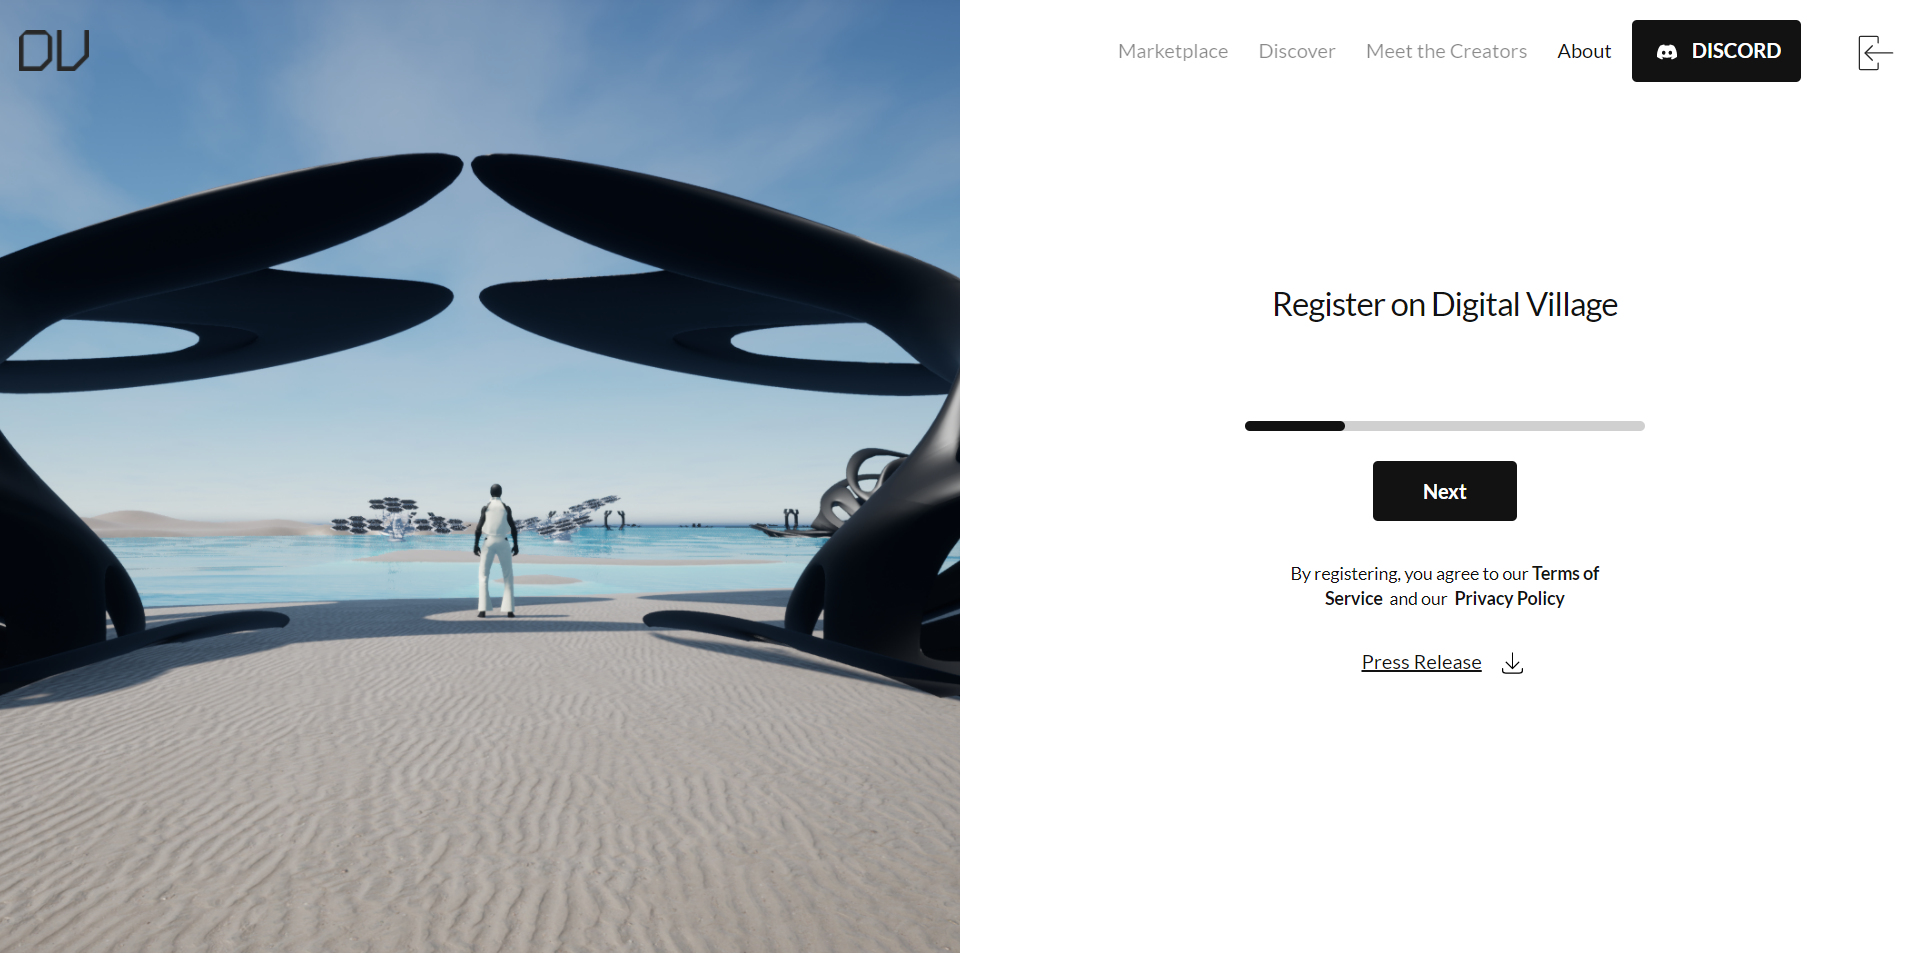 DV
Marketplace Discover Meet the Creators About DISCORD
Register on Digital Village
Next
By registering, you agree to our Terms of
Service and our Privacy Policy
Press Release